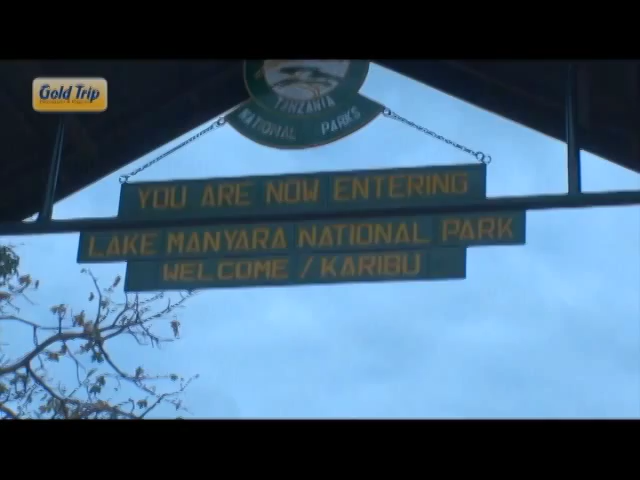 Gold Trip
TANZANIA
NATIONAL PARKS
YOU ARE NOW ENTERING
LAKE MANYARA NATIONAL PARK
WELCOME / KARIBU